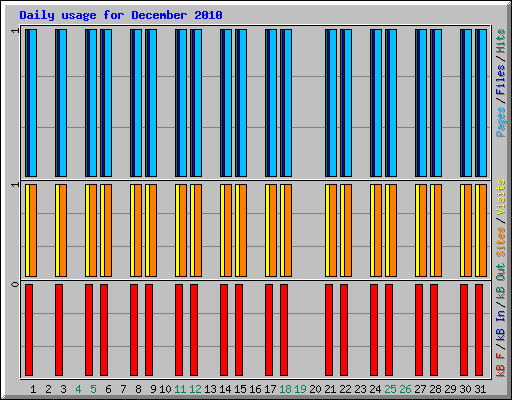 Daily usage for December 2010
1
1
0
Pages/Files/Hits
Sites/Visits
kB F/kB In/kB Out
1 2 3 4 5 6 7 8 9 10 11 12 13 14 15 16 17 18 19 20 21 22 23 24 25 26 27 28 29 30 31